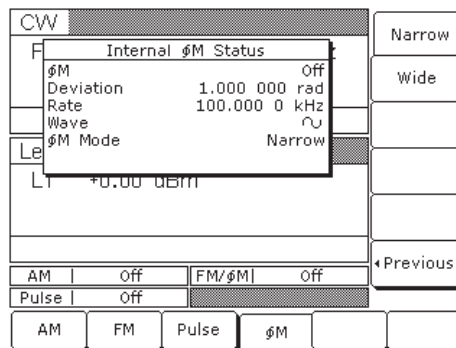 CW
Narrow
Internal ϕM Status
ϕM Off
Wide
Deviation 1.000 000 rad
Rate 100.000 0 kHz
Wave
ϕM Mode Narrow
Le
L1 +0.00 dBm
Previous
AM Off FM/ϕM Off
Pulse Off
AM FM Pulse ϕM